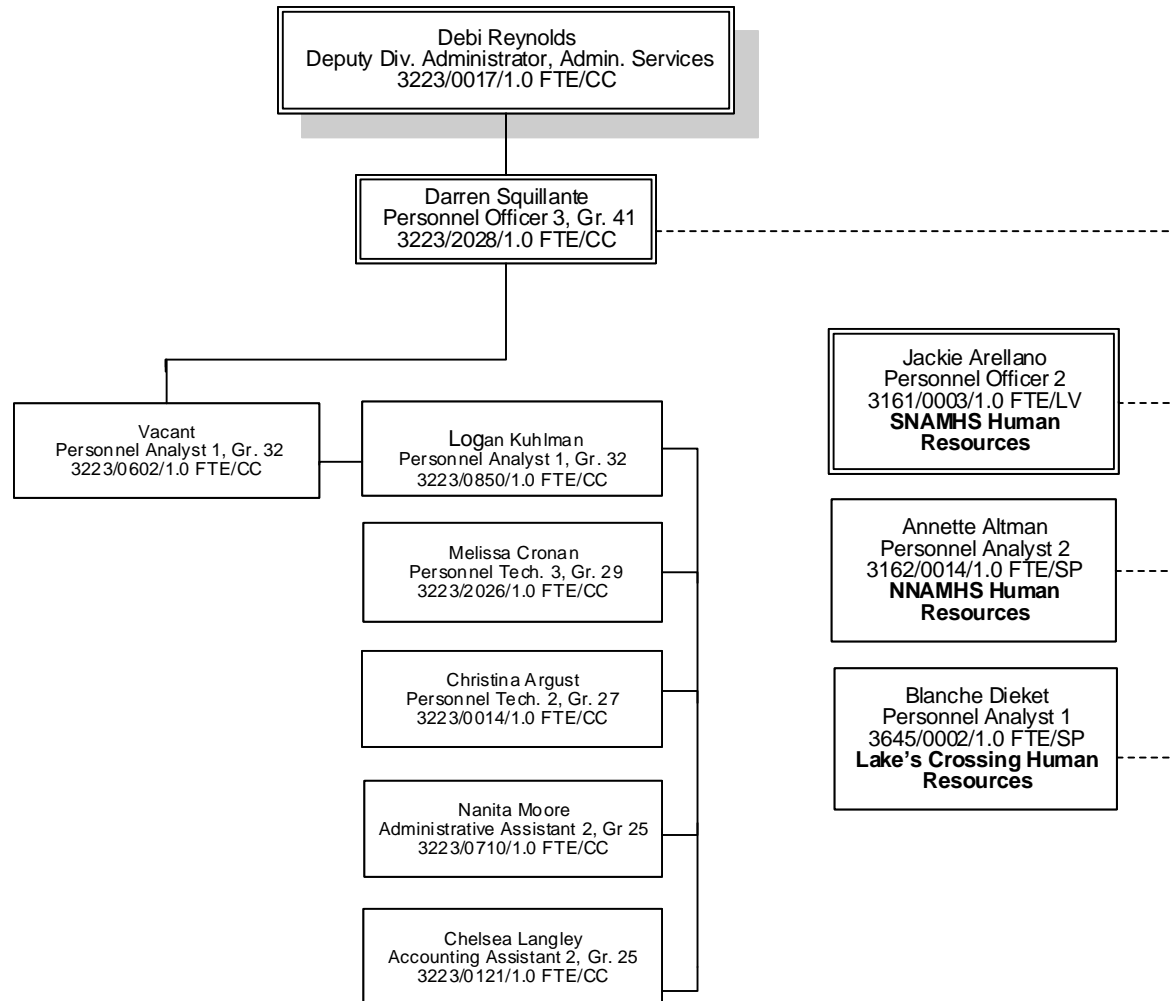 Debi Reynolds
Deputy Div. Administrator, Admin. Services
3223/0017/1.0 FTE/CC
Darren Squillante
Personnel Officer 3, Gr. 41
3223/2028/1.0 FTE/CC
Vacant
Personnel Analyst 1, Gr. 32
3223/0602/1.0 FTE/CC
Logan Kuhlman
Personnel Analyst 1, Gr. 32
3223/0850/1.0 FTE/CC
Melissa Cronan
Personnel Tech. 3, Gr. 29
3223/2026/1.0 FTE/CC
Christina Argust
Personnel Tech. 2, Gr. 27
3223/0014/1.0 FTE/CC
Nanita Moore
Administrative Assistant 2, Gr 25
3223/0710/1.0 FTE/CC
Chelsea Langley
Accounting Assistant 2, Gr. 25
3223/0121/1.0 FTE/CC
Jackie Arellano
Personnel Officer 2
3161/0003/1.0 FTE/LV
SNAMHS Human
Resources
Annette Altman
Personnel Analyst 2
3162/0014/1.0 FTE/SP
NNAMHS Human
Resources
Blanche Dieket
Personnel Analyst 1
3645/0002/1.0 FTE/SP
Lake’s Crossing Human
Resources